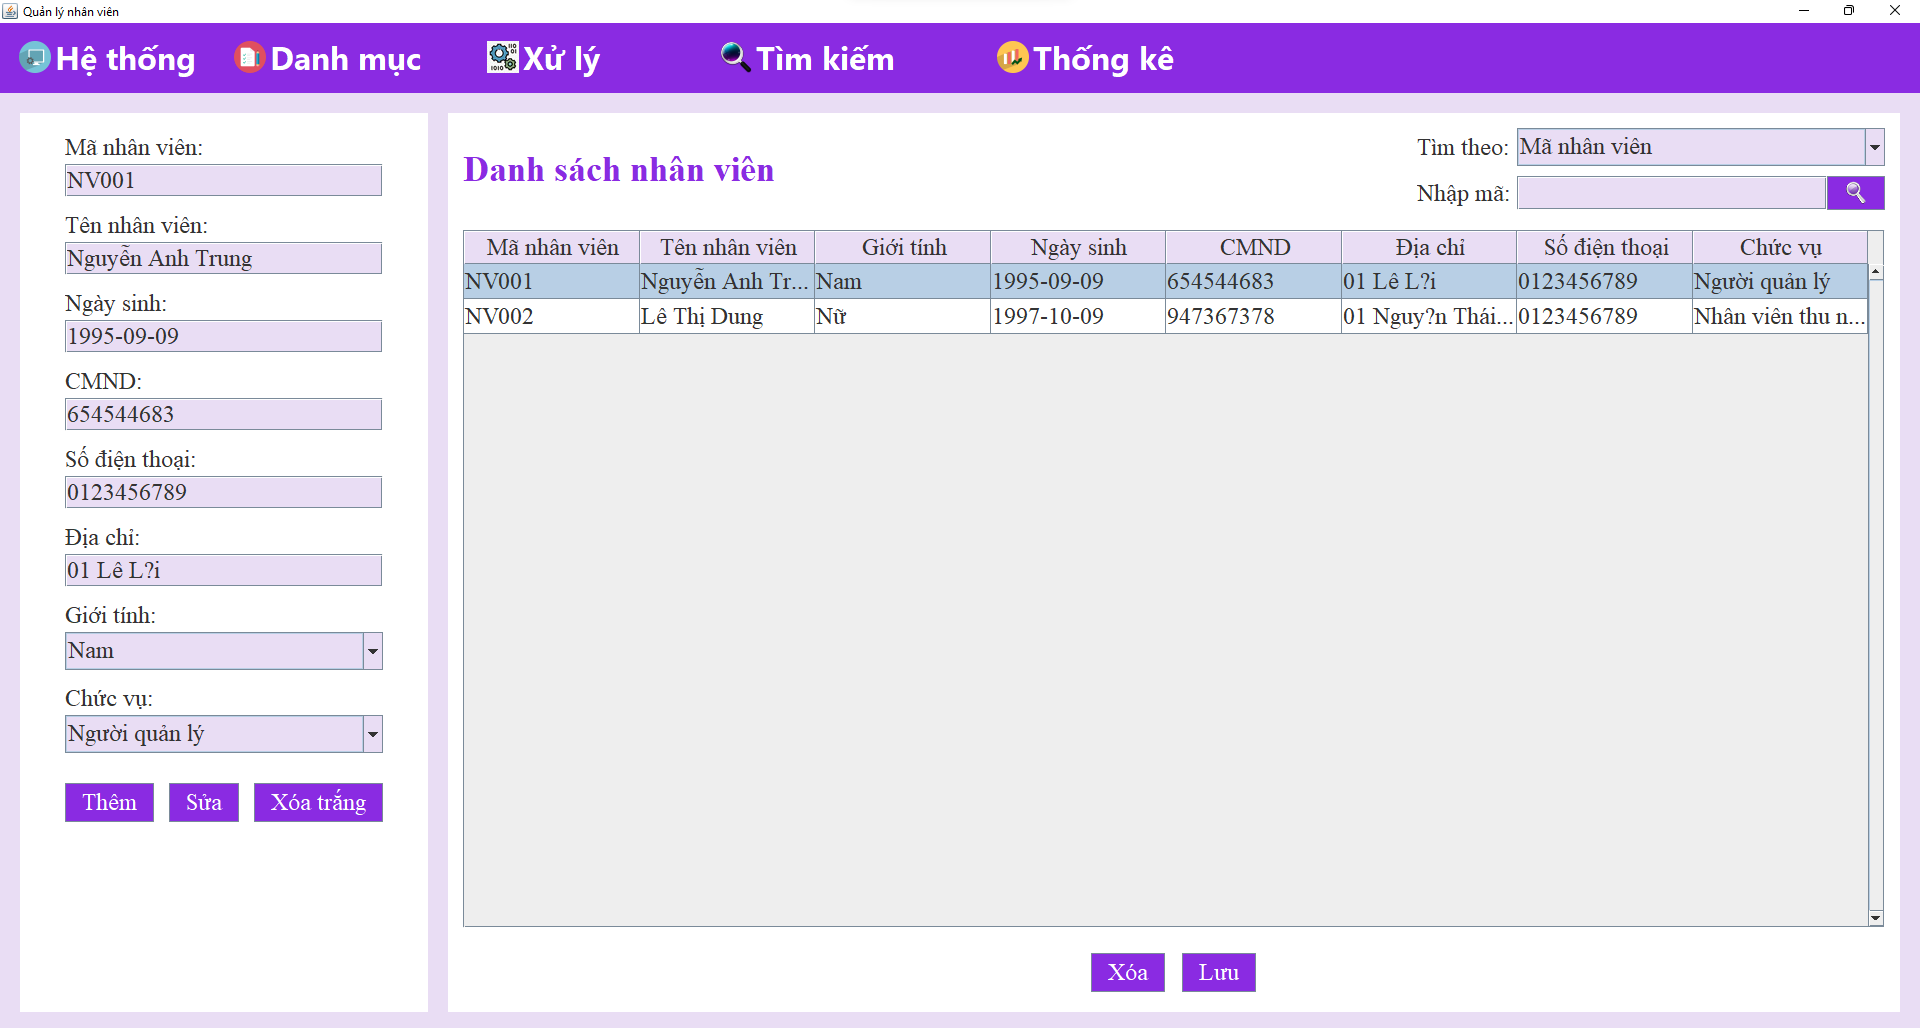 Quản lý nhân viên
Hệ thống Danh mục Xử lý Tìm kiếm Thống kê
Mã nhân viên:
NV001
Tên nhân viên:
Nguyễn Anh Trung
Ngày sinh:
1995-09-09
CMND:
654544683
Số điện thoại:
0123456789
Địa chỉ:
01 Lê L?i
Giới tính:
Nam
Chức vụ:
Người quản lý
Thêm Sửa Xóa trắng
Danh sách nhân viên
Tìm theo: Mã nhân viên
Nhập mã:
Mã nhân viên Tên nhân viên Giới tính Ngày sinh CMND Địa chỉ Số điện thoại Chức vụ
NV001 Nguyễn Anh Tr... Nam 1995-09-09 654544683 01 Lê L?i 0123456789 Người quản lý
NV002 Lê Thị Dung Nữ 1997-10-09 947367378 01 Nguy?n Thái... 0123456789 Nhân viên thu n...
Xóa Lưu